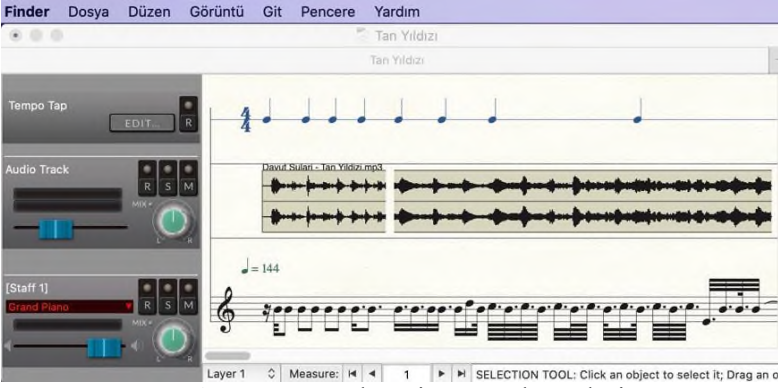 Finder Dosya Düzen Görüntü Git Pencere Yardım
Tan Yıldızı
Tan Yıldızı
Tempo Tap
EDIT... R
4
4
Audio Track
R S M
MIX
L R
Davut Sulari - Tan Yildizi.mp3
= 144
[Staff 1]
Grand Piano R S M
MIX
L R
Layer 1 Measure: 1 SELECTION TOOL: Click an object to select it; Drag an o